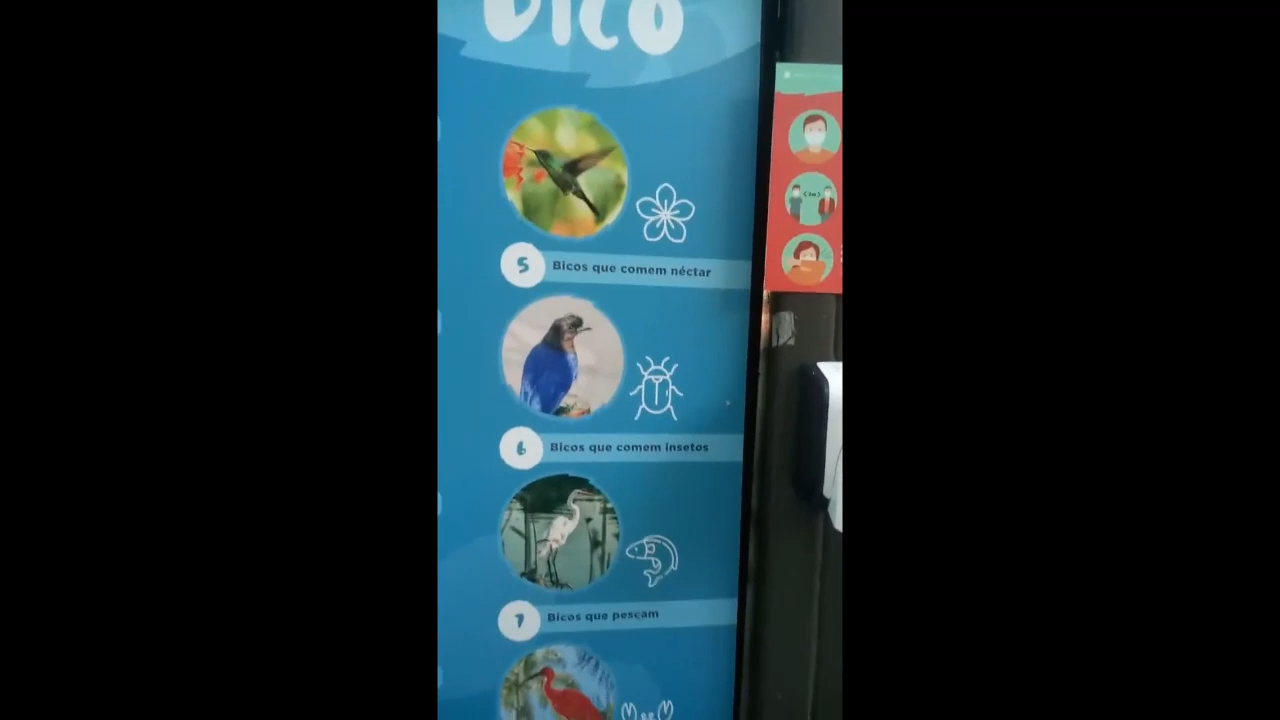 BICO
5 Bicos que comem néctar
6 Bicos que comem insetos
7 Bicos que pescam